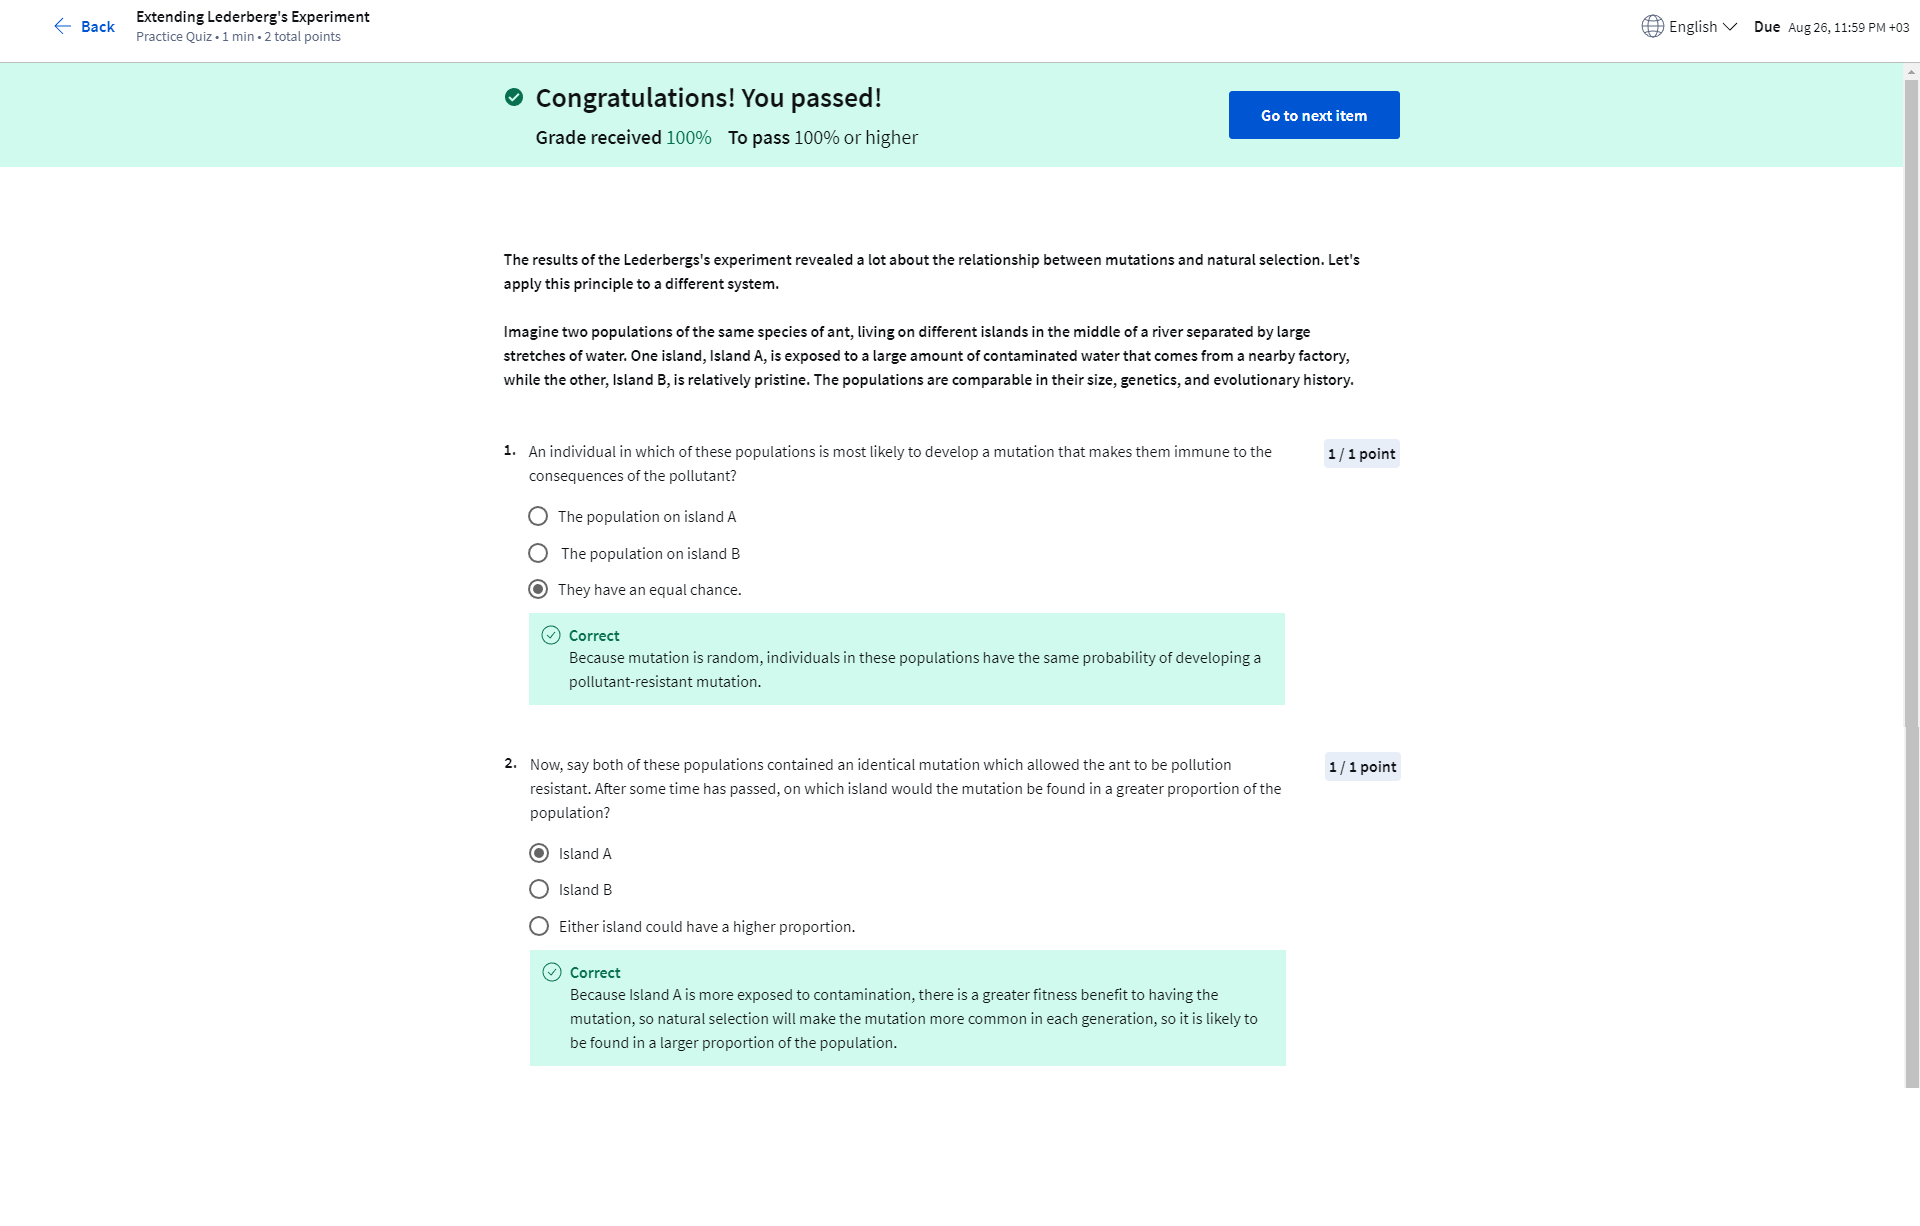 Back
Extending Lederberg's Experiment
Practice Quiz • 1 min • 2 total points
English
Due Aug 26, 11:59 PM +03
Congratulations! You passed!
Grade received 100% To pass 100% or higher
Go to next item
The results of the Lederbergs's experiment revealed a lot about the relationship between mutations and natural selection. Let's
apply this principle to a different system.
Imagine two populations of the same species of ant, living on different islands in the middle of a river separated by large
stretches of water. One island, Island A, is exposed to a large amount of contaminated water that comes from a nearby factory,
while the other, Island B, is relatively pristine. The populations are comparable in their size, genetics, and evolutionary history.
1. An individual in which of these populations is most likely to develop a mutation that makes them immune to the
consequences of the pollutant?
1 / 1 point
The population on island A
The population on island B
They have an equal chance.
Correct
Because mutation is random, individuals in these populations have the same probability of developing a
pollutant-resistant mutation.
2. Now, say both of these populations contained an identical mutation which allowed the ant to be pollution
resistant. After some time has passed, on which island would the mutation be found in a greater proportion of the
population?
1 / 1 point
Island A
Island B
Either island could have a higher proportion.
Correct
Because Island A is more exposed to contamination, there is a greater fitness benefit to having the
mutation, so natural selection will make the mutation more common in each generation, so it is likely to
be found in a larger proportion of the population.